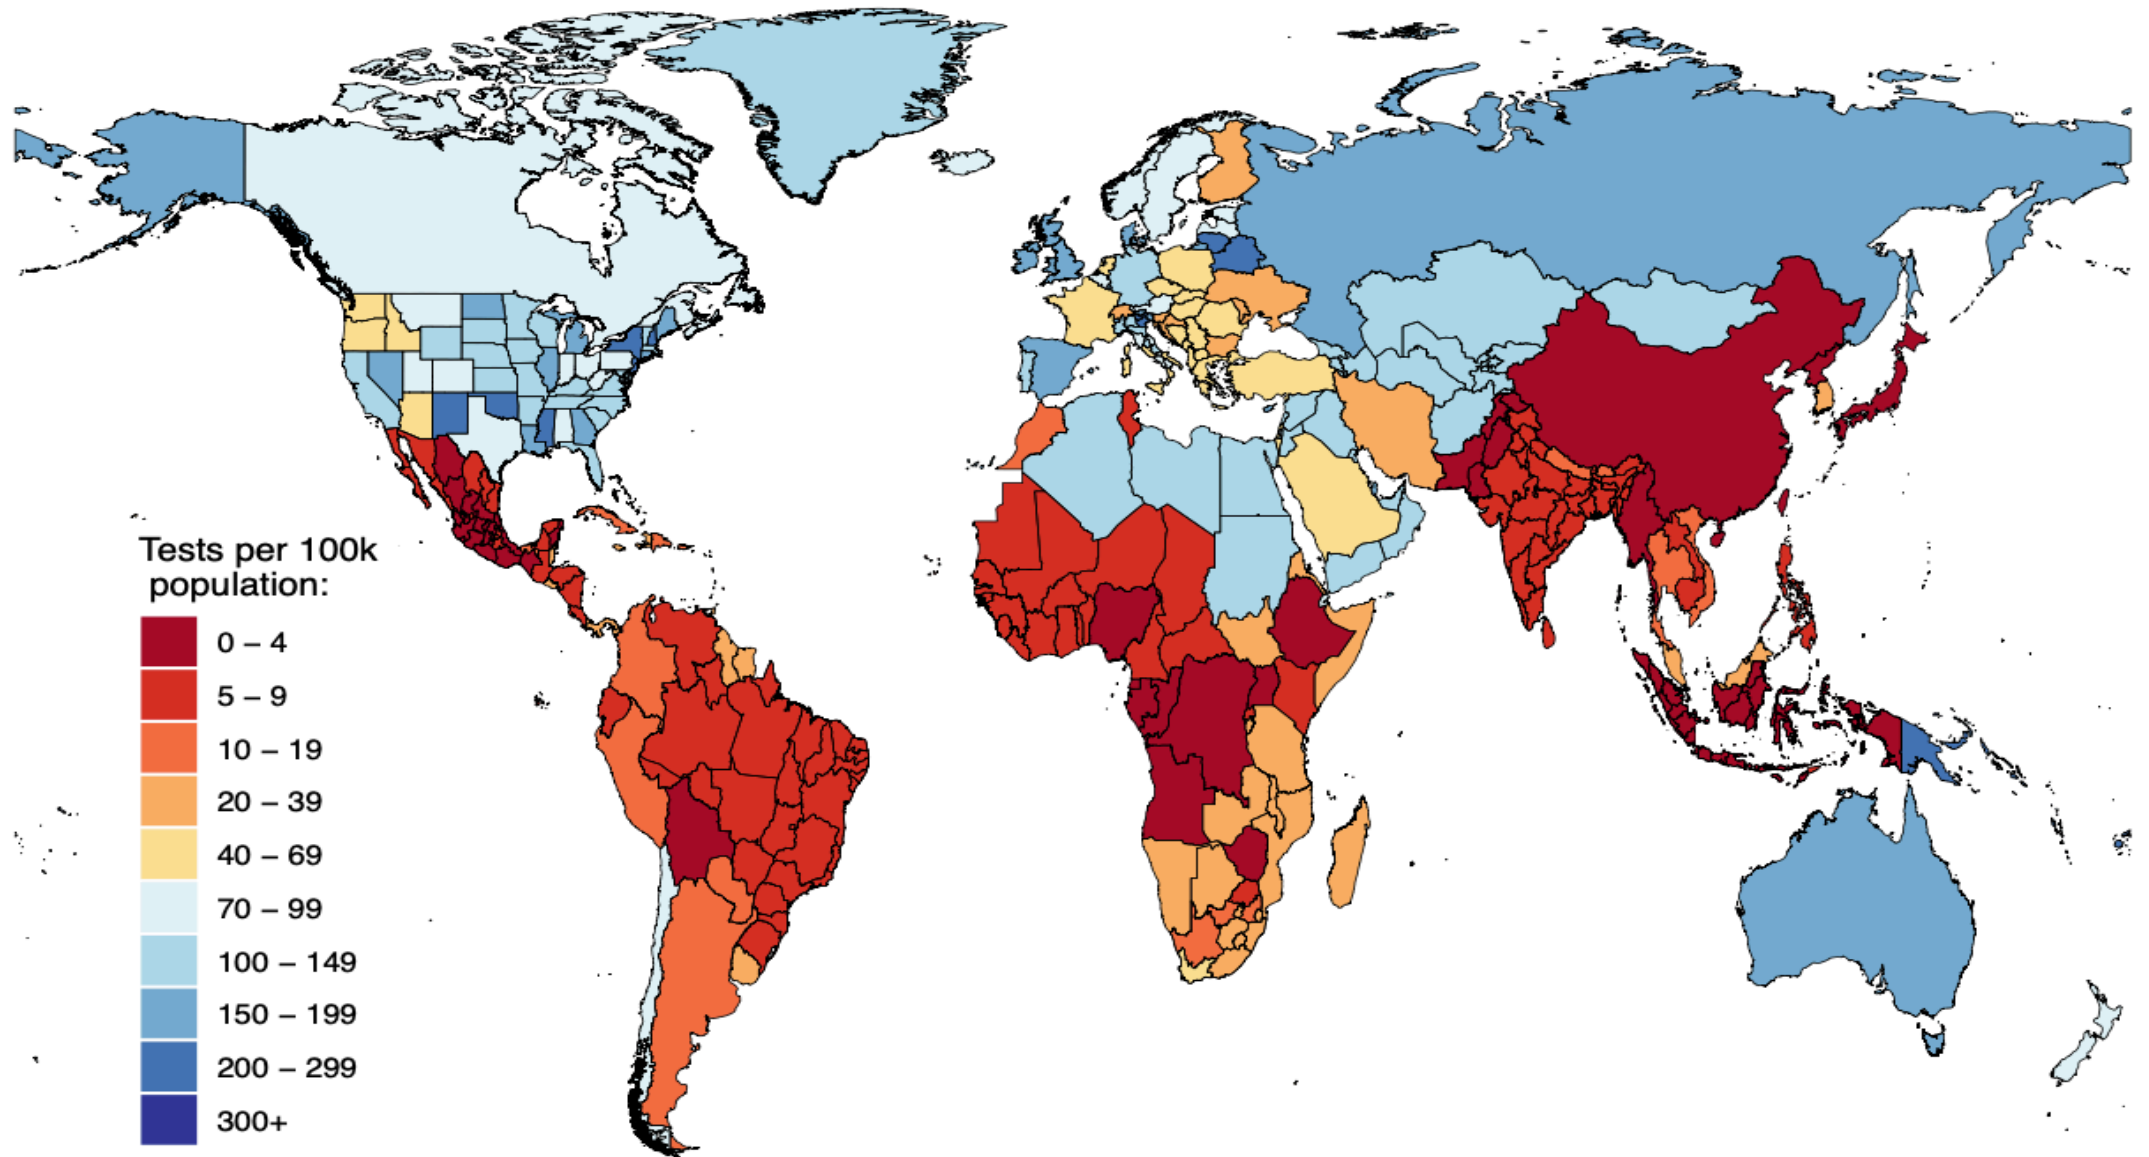 Tests per 100k
population:
0 – 4
5 – 9
10 – 19
20 – 39
40 – 69
70 – 99
100 – 149
150 – 199
200 – 299
300+